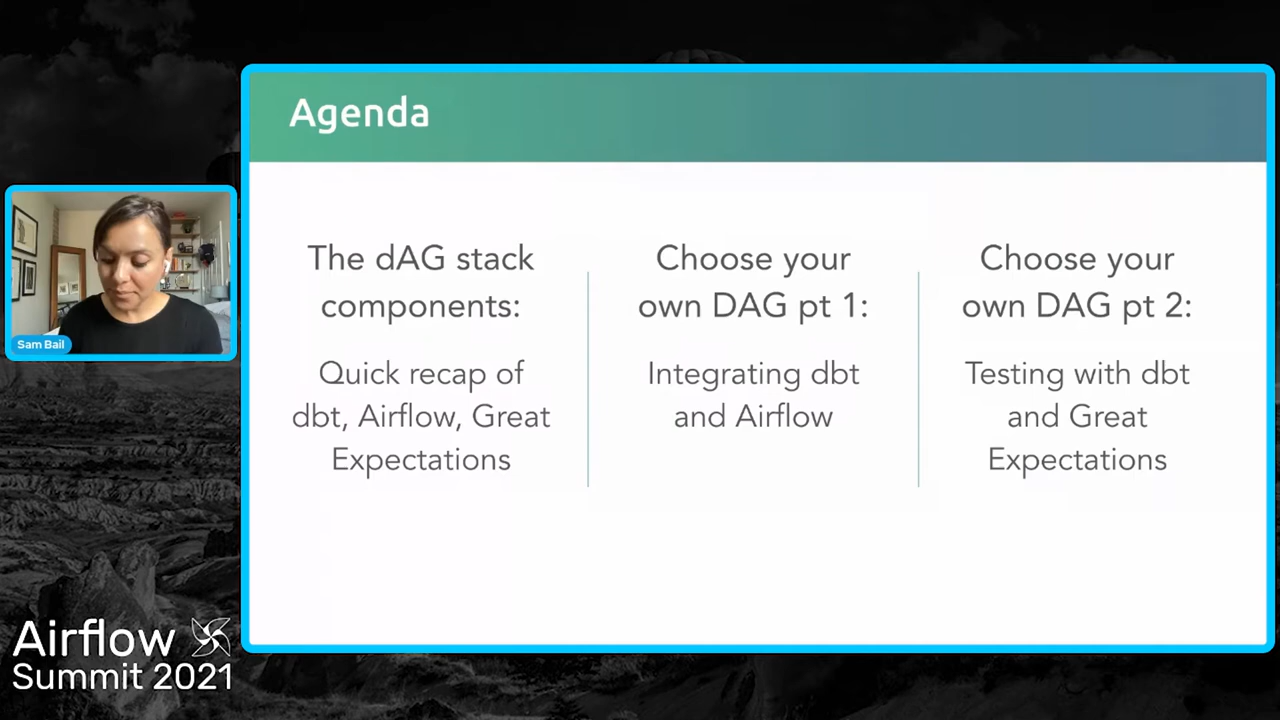 Agenda
The dAG stack
components:
Quick recap of
dbt, Airflow, Great
Expectations
Choose your
own DAG pt 1:
Integrating dbt
and Airflow
Choose your
own DAG pt 2:
Testing with dbt
and Great
Expectations
Sam Bail
Airflow
Summit 2021